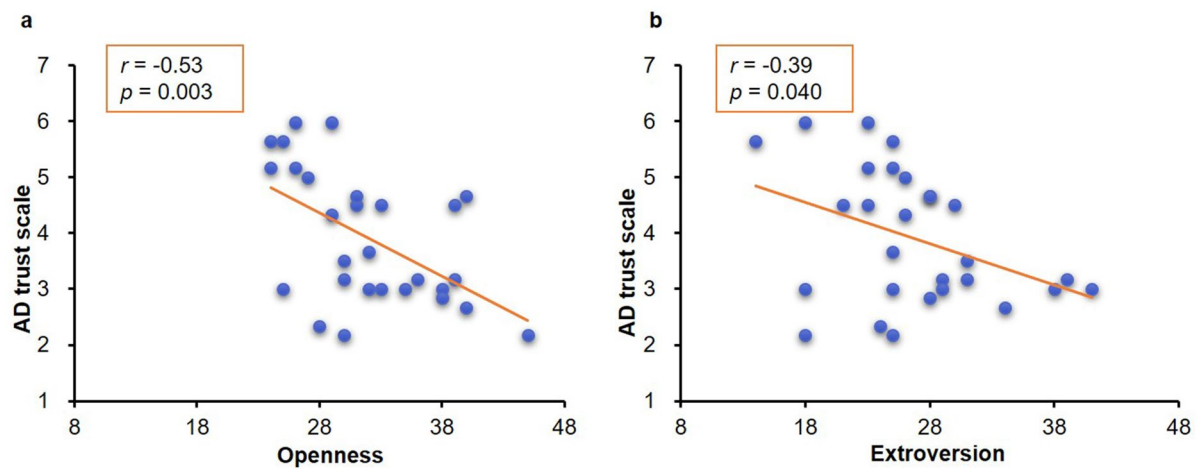 a
r = -0.53
p = 0.003
7
6
5
4
3
2
1
AD trust scale
8 18 28 38 48
Openness
b
r = -0.39
p = 0.040
7
6
5
4
3
2
1
AD trust scale
8 18 28 38 48
Extroversion